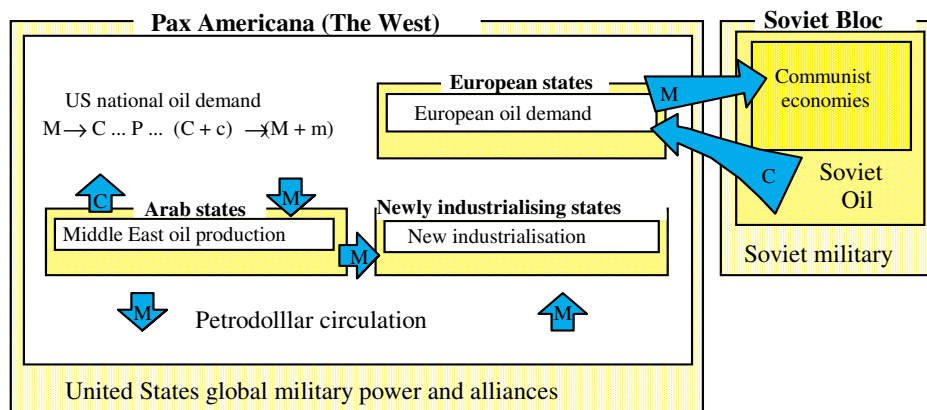 Pax Americana (The West)
Soviet Bloc
European states
US national oil demand
European oil demand
M
Communist
economies
M → C ... P ... (C + c) → (M + m)
C
M
C
Soviet
Oil
Arab states
Newly industrialising states
Middle East oil production
New industrialisation
M
Soviet military
M
Petrodolllar circulation
M
United States global military power and alliances